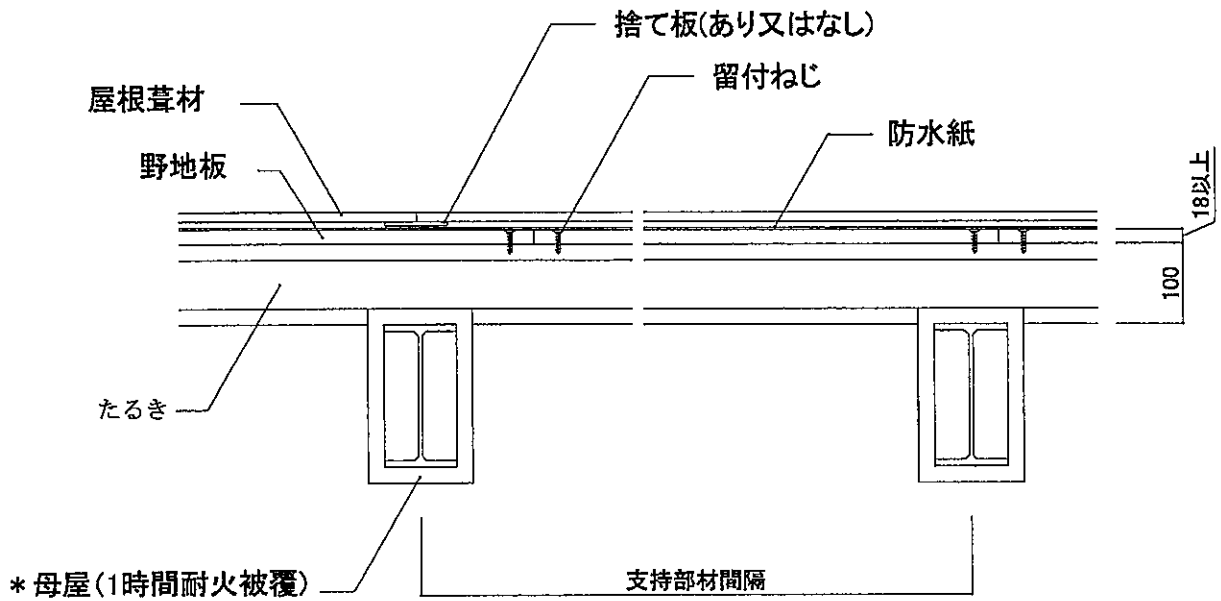 捨て板(あり又はなし)
留付ねじ
屋根葺材
防水紙
野地板
18以上
100
たるき
*母屋(1時間耐火被覆)
支持部材間隔